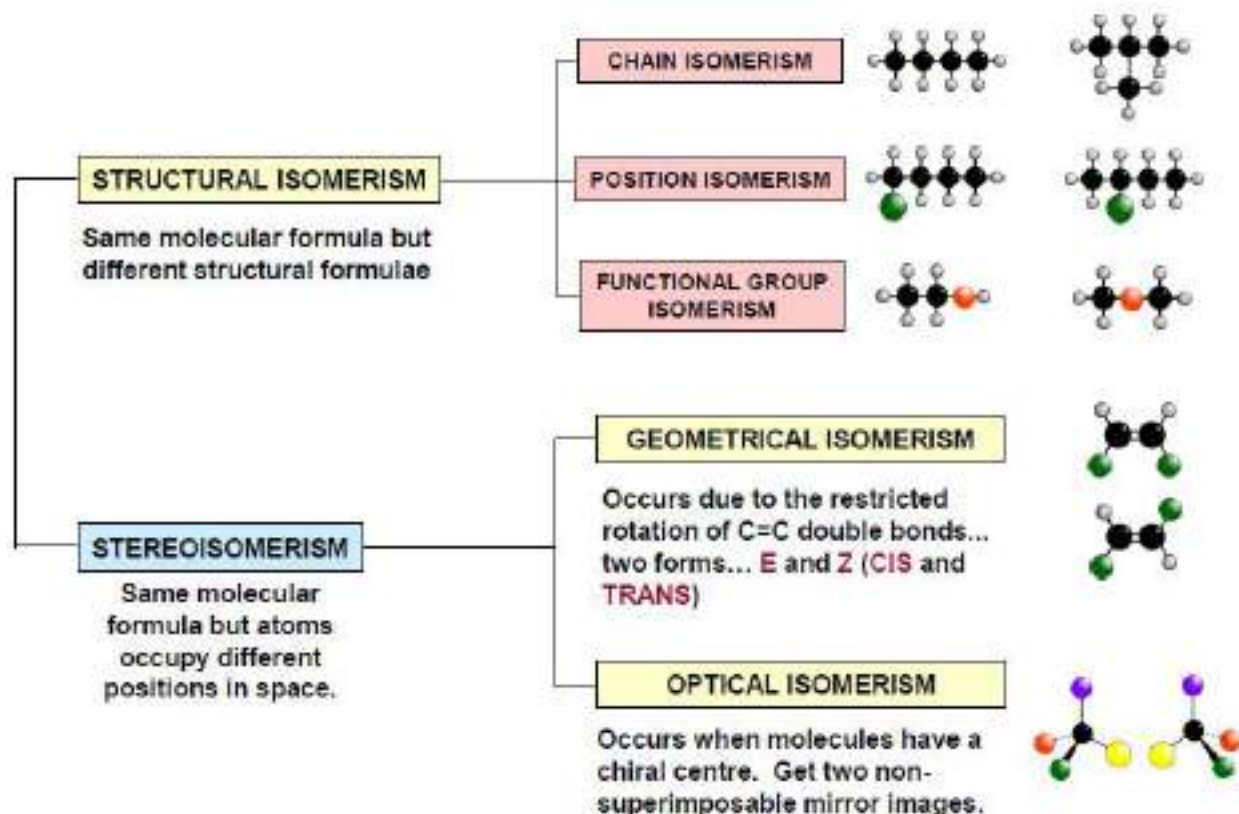 CHAIN ISOMERISM
STRUCTURAL ISOMERISM
Same molecular formula but
different structural formulae
POSITION ISOMERISM
FUNCTIONAL GROUP
ISOMERISM
STEREOISOMERISM
Same molecular
formula but atoms
occupy different
positions in space.
GEOMETRICAL ISOMERISM
Occurs due to the restricted
rotation of C=C double bonds...
two forms... E and Z (CIS and
TRANS)
OPTICAL ISOMERISM
Occurs when molecules have a
chiral centre. Get two non-
superimposable mirror images.